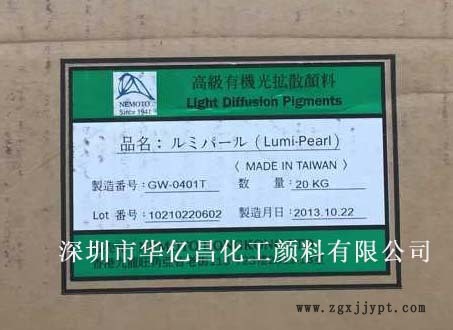 NEMOTO
Since 1941
高級有機光拡散顔料
Light Diffusion Pigments
品名：ルミパール（Lumi-Pearl）
〈 MADE IN TAIWAN 〉
製造番号：GW-0401T 数 量：20 KG
Lot 番号：10210220602 製造月日：2013.10.22
深圳市华亿昌化工颜料有限公司
www.zgxjjypt.com